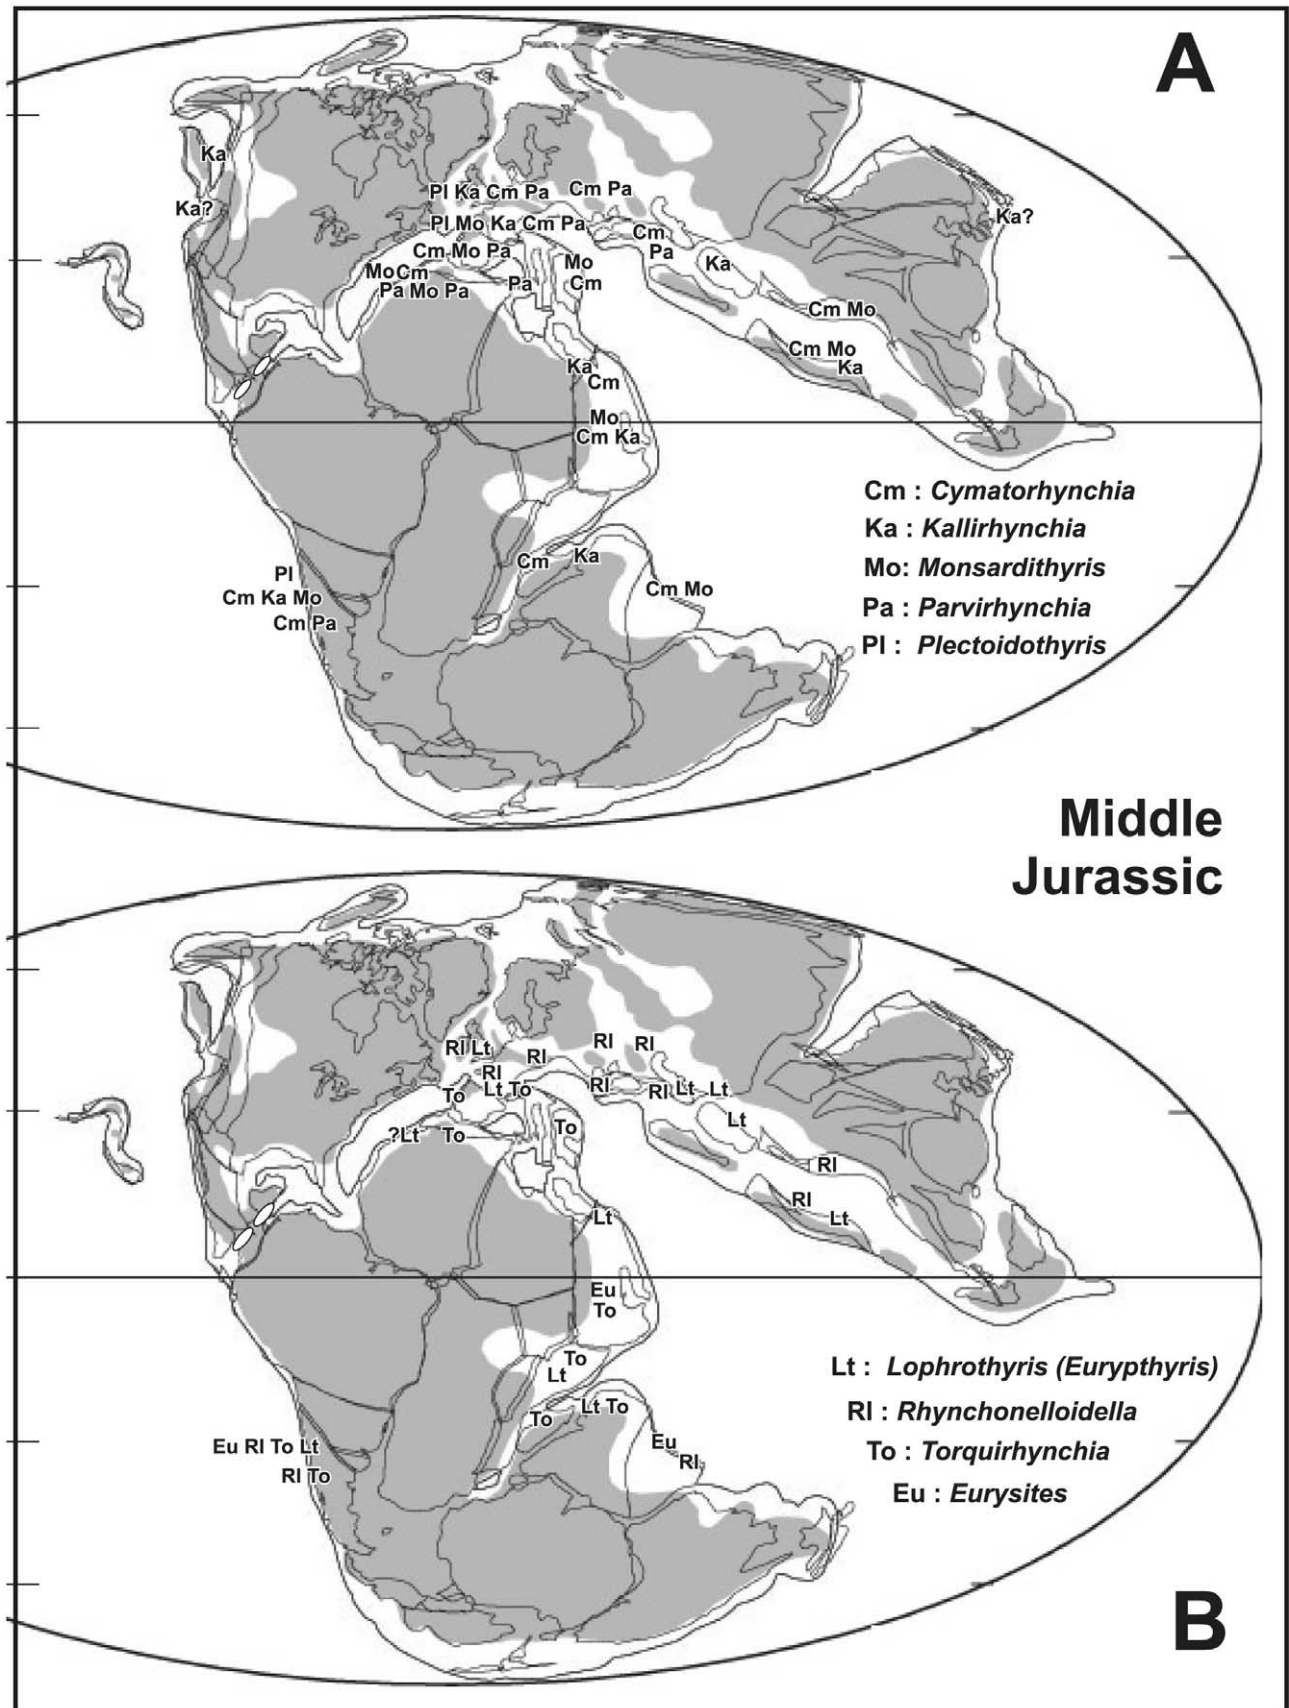 A
Ka
Ka?
Pl Ka Cm Pa
Cm Pa
Ka?
Pl Mo Ka Cm Pa
Cm
Pa
Cm Mo Pa
Mo
Cm
Ka
MoCm
Pa Mo Pa
Pa
Cm Mo
Cm Mo
Ka
Ka
Cm
Mo
Cm Ka
Cm : Cymatorhynchia
Ka : Kallirhynchia
Mo: Monsardithyris
Pa : Parvirhynchia
Pl : Plectoidothyris
Cm
Ka
Cm Mo
Pl
Cm Ka Mo
Cm Pa
Middle
Jurassic
Rl Lt
Rl
Rl
Rl
Rl
Lt To
To
Rl
Rl
Lt
Lt
Lt
?Lt
To
To
Rl
Rl
Lt
Lt
Eu
To
To
Lt
Lt To
To
Eu
Rl
Eu Rl To Lt
Rl To
Lt : Lophrothyris (Eurypthyris)
Rl : Rhynchonelloidella
To : Torquirhynchia
Eu : Eurysites
B